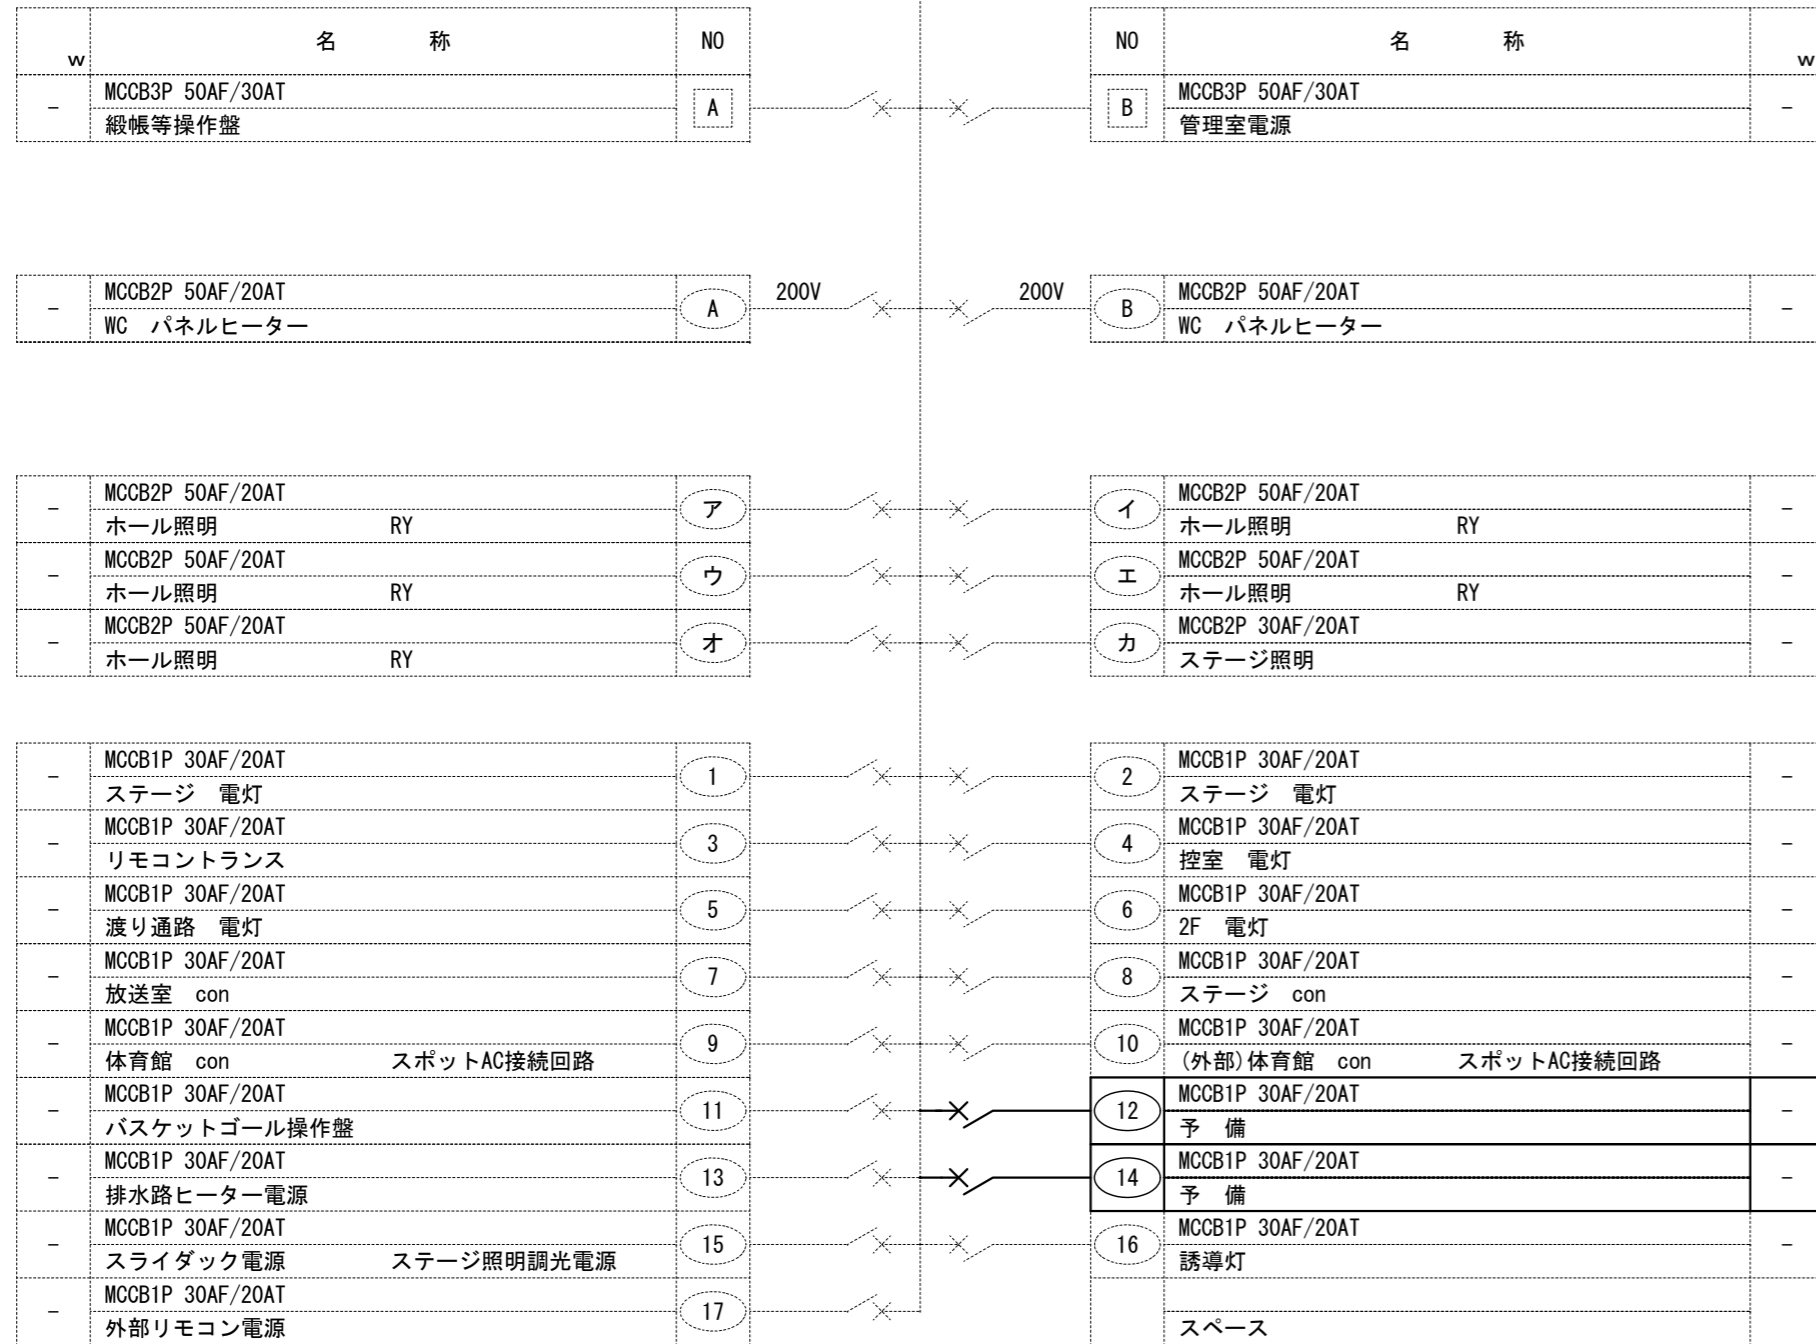 w 名 称 NO
- MCCB3P 50AF/30AT
緞帳等操作盤 A
- MCCB2P 50AF/20AT
WC パネルヒーター A 200V
- MCCB2P 50AF/20AT
ホール照明 RY ア
- MCCB2P 50AF/20AT
ホール照明 RY ウ
- MCCB2P 50AF/20AT
ホール照明 RY オ
- MCCB1P 30AF/20AT
ステージ 電灯 1
- MCCB1P 30AF/20AT
リモコントランス 3
- MCCB1P 30AF/20AT
渡り通路 電灯 5
- MCCB1P 30AF/20AT
放送室 con 7
- MCCB1P 30AF/20AT
体育館 con スポットAC接続回路 9
- MCCB1P 30AF/20AT
バスケットゴール操作盤 11
- MCCB1P 30AF/20AT
排水路ヒーター電源 13
- MCCB1P 30AF/20AT
スライダック電源 ステージ照明調光電源 15
- MCCB1P 30AF/20AT
外部リモコン電源 17
NO 名 称 w
B MCCB3P 50AF/30AT -
管理室電源
200V B MCCB2P 50AF/20AT -
WC パネルヒーター
イ MCCB2P 50AF/20AT -
ホール照明 RY
エ MCCB2P 50AF/20AT -
ホール照明 RY
カ MCCB2P 30AF/20AT -
ステージ照明
2 MCCB1P 30AF/20AT -
ステージ 電灯
4 MCCB1P 30AF/20AT -
控室 電灯
6 MCCB1P 30AF/20AT -
2F 電灯
8 MCCB1P 30AF/20AT -
ステージ con
10 MCCB1P 30AF/20AT -
(外部)体育館 con スポットAC接続回路
12 MCCB1P 30AF/20AT -
予 備
14 MCCB1P 30AF/20AT -
予 備
16 MCCB1P 30AF/20AT -
誘導灯
スペース